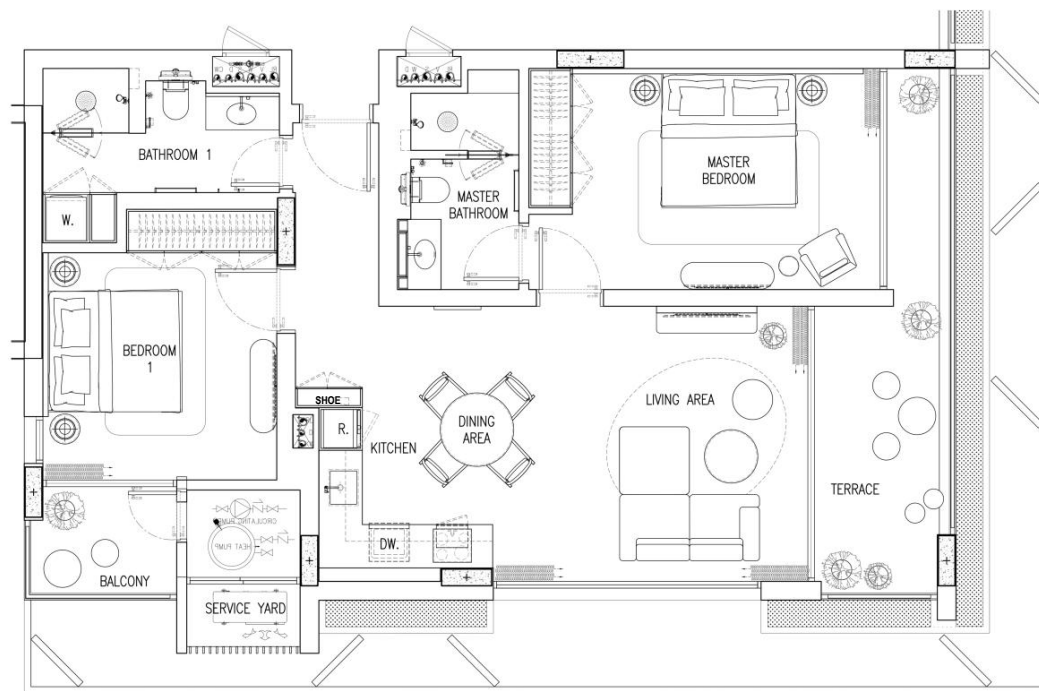 BATHROOM 1
MASTER
BATHROOM
MASTER
BEDROOM
W.
BEDROOM
1
SHOE
R.
KITCHEN
DINING
AREA
LIVING AREA
TERRACE
DW.
CIRCULATING PUMP
HEAT PUMP
BALCONY
SERVICE YARD